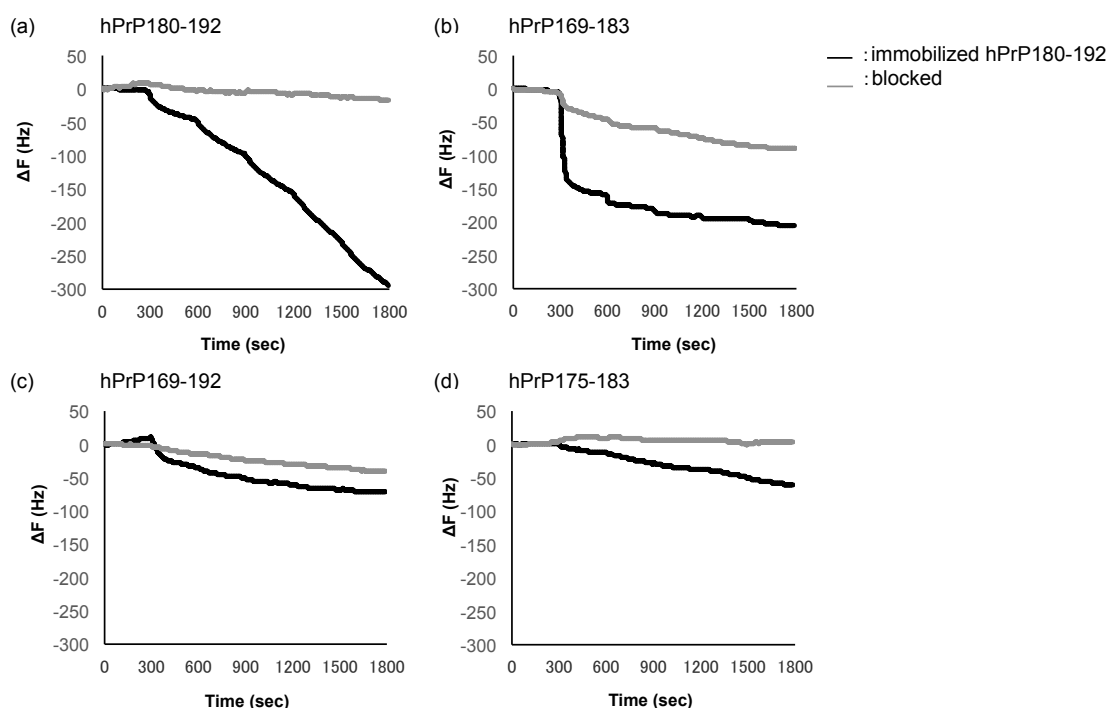 (a) hPrP180-192
50
0
-50
-100
-150
-200
-250
-300
ΔF (Hz)
0 300 600 900 1200 1500 1800
Time (sec)
(b) hPrP169-183
50
0
-50
-100
-150
-200
-250
-300
ΔF (Hz)
0 300 600 900 1200 1500 1800
Time (sec)
: immobilized hPrP180-192
: blocked
(c) hPrP169-192
50
0
-50
-100
-150
-200
-250
-300
ΔF (Hz)
0 300 600 900 1200 1500 1800
Time (sec)
(d) hPrP175-183
50
0
-50
-100
-150
-200
-250
-300
ΔF (Hz)
0 300 600 900 1200 1500 1800
Time (sec)